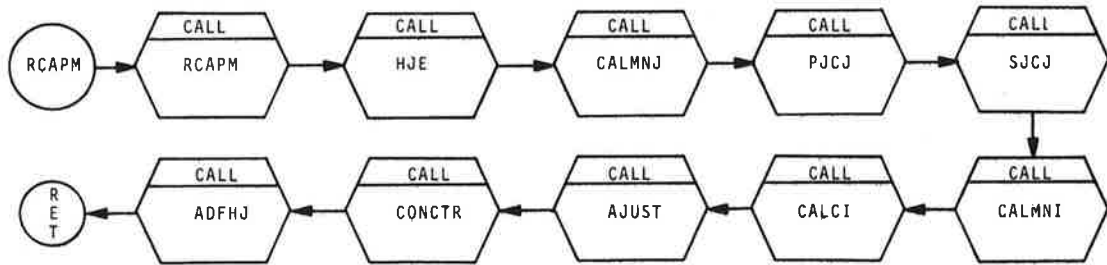 RCAPM
CALL
RCAPM
CALL
HJE
CALL
CALMNJ
CALL
PJCJ
CALL
SJCJ
CALL
CALMNI
CALL
CALCI
CALL
AJUST
CALL
CONCTR
CALL
ADFHJ
RET